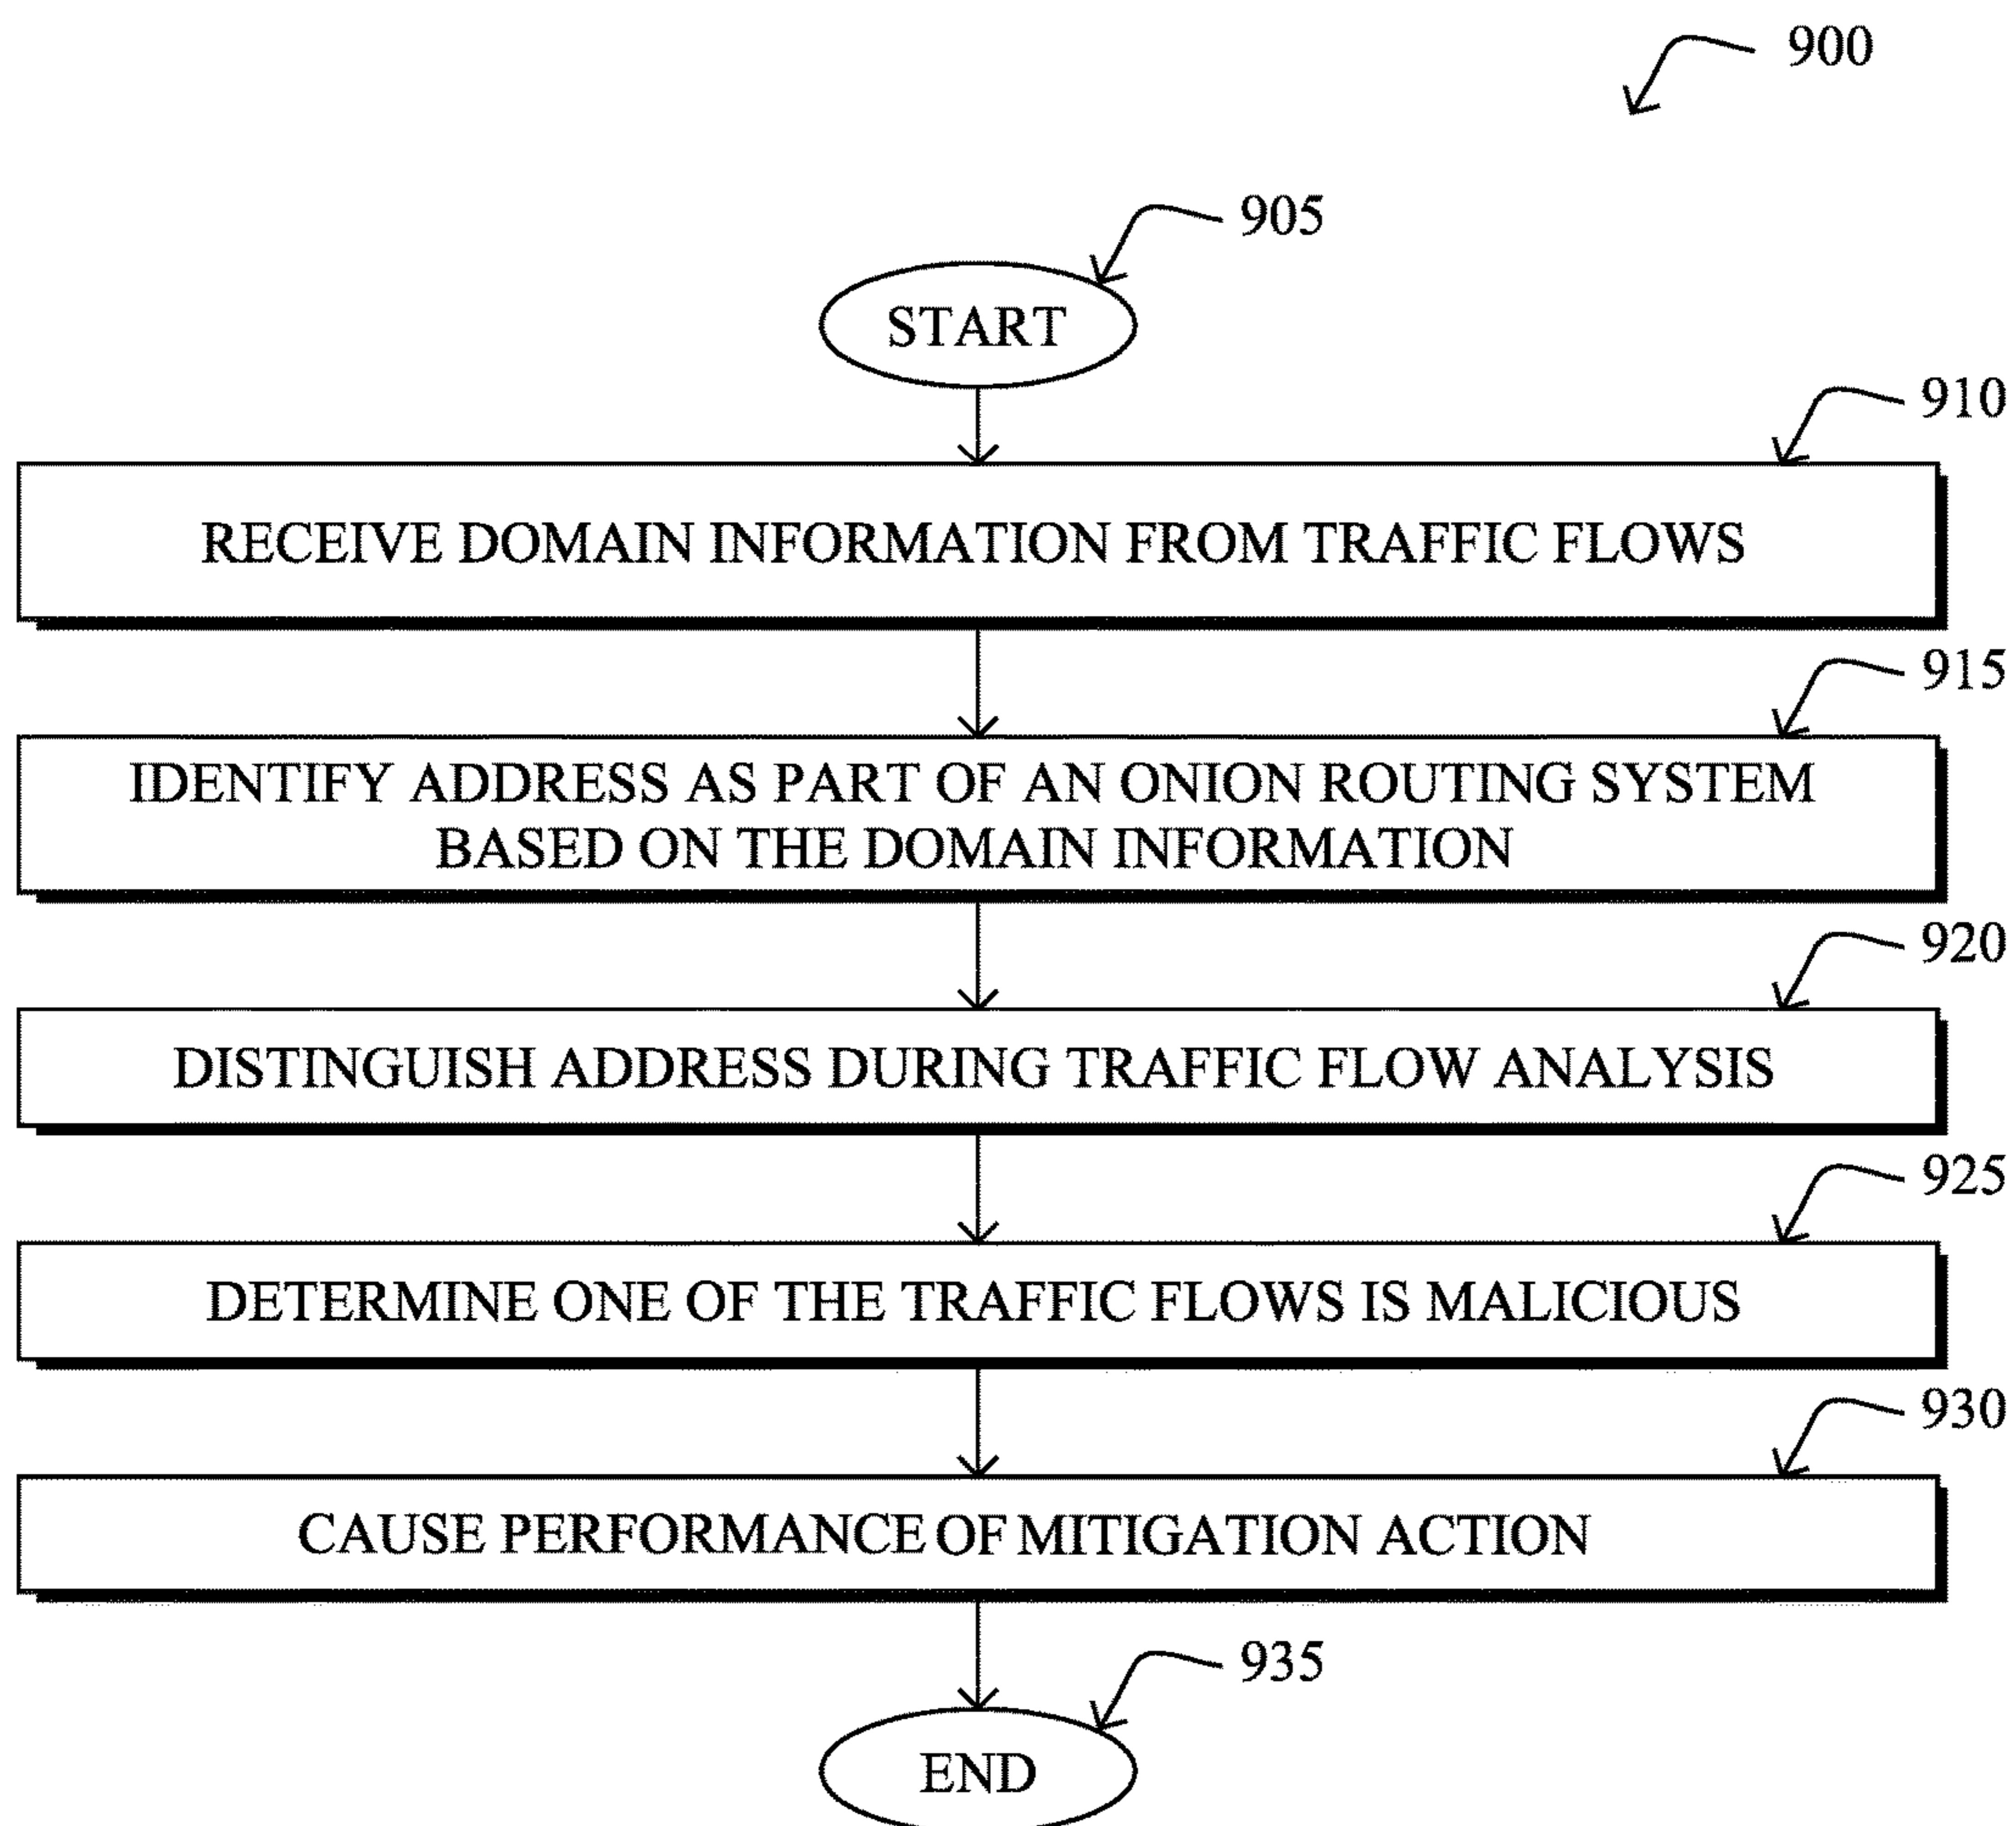 900
905
START
910
RECEIVE DOMAIN INFORMATION FROM TRAFFIC FLOWS
915
IDENTIFY ADDRESS AS PART OF AN ONION ROUTING SYSTEM
BASED ON THE DOMAIN INFORMATION
920
DISTINGUISH ADDRESS DURING TRAFFIC FLOW ANALYSIS
925
DETERMINE ONE OF THE TRAFFIC FLOWS IS MALICIOUS
930
CAUSE PERFORMANCE OF MITIGATION ACTION
935
END